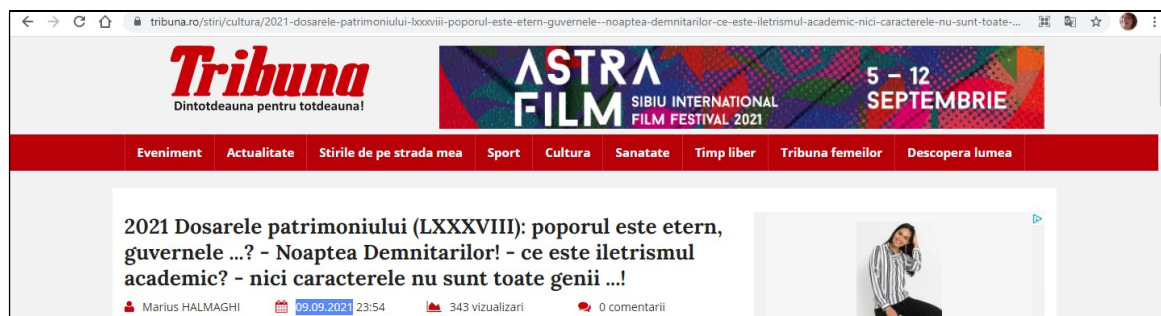 tribuna.ro/stiri/cultura/2021-dosarele-patrimoniului-lxxxviii-poporul-este-etern-guvernele--noaptea-demnitarilor-ce-este-iletrismul-academic-nici-caracterele-nu-sunt-toate-...
Tribuna
Dintotdeauna pentru totdeauna!
ASTRA
FILM
SIBIU INTERNATIONAL
FILM FESTIVAL 2021
5 – 12
SEPTEMBRIE
Eveniment Actualitate Stirile de pe strada mea Sport Cultura Sanatate Timp liber Tribuna femeilor Descopera lumea
2021 Dosarele patrimoniului (LXXXVIII): poporul este etern,
guvernele ...? - Noaptea Demnitarilor! - ce este iletrismul
academic? - nici caracterele nu sunt toate genii ...!
Marius HALMAGHI 09.09.2021 23:54 343 vizualizari 0 comentarii